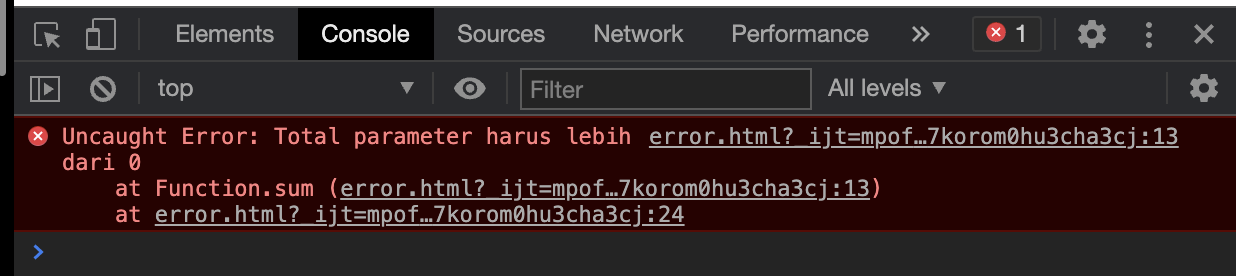 Elements Console Sources Network Performance » 1
top Filter All levels
Uncaught Error: Total parameter harus lebih error.html?_ijt=mpof…7korom0hu3cha3cj:13
dari 0
at Function.sum (error.html?_ijt=mpof…7korom0hu3cha3cj:13)
at error.html?_ijt=mpof…7korom0hu3cha3cj:24